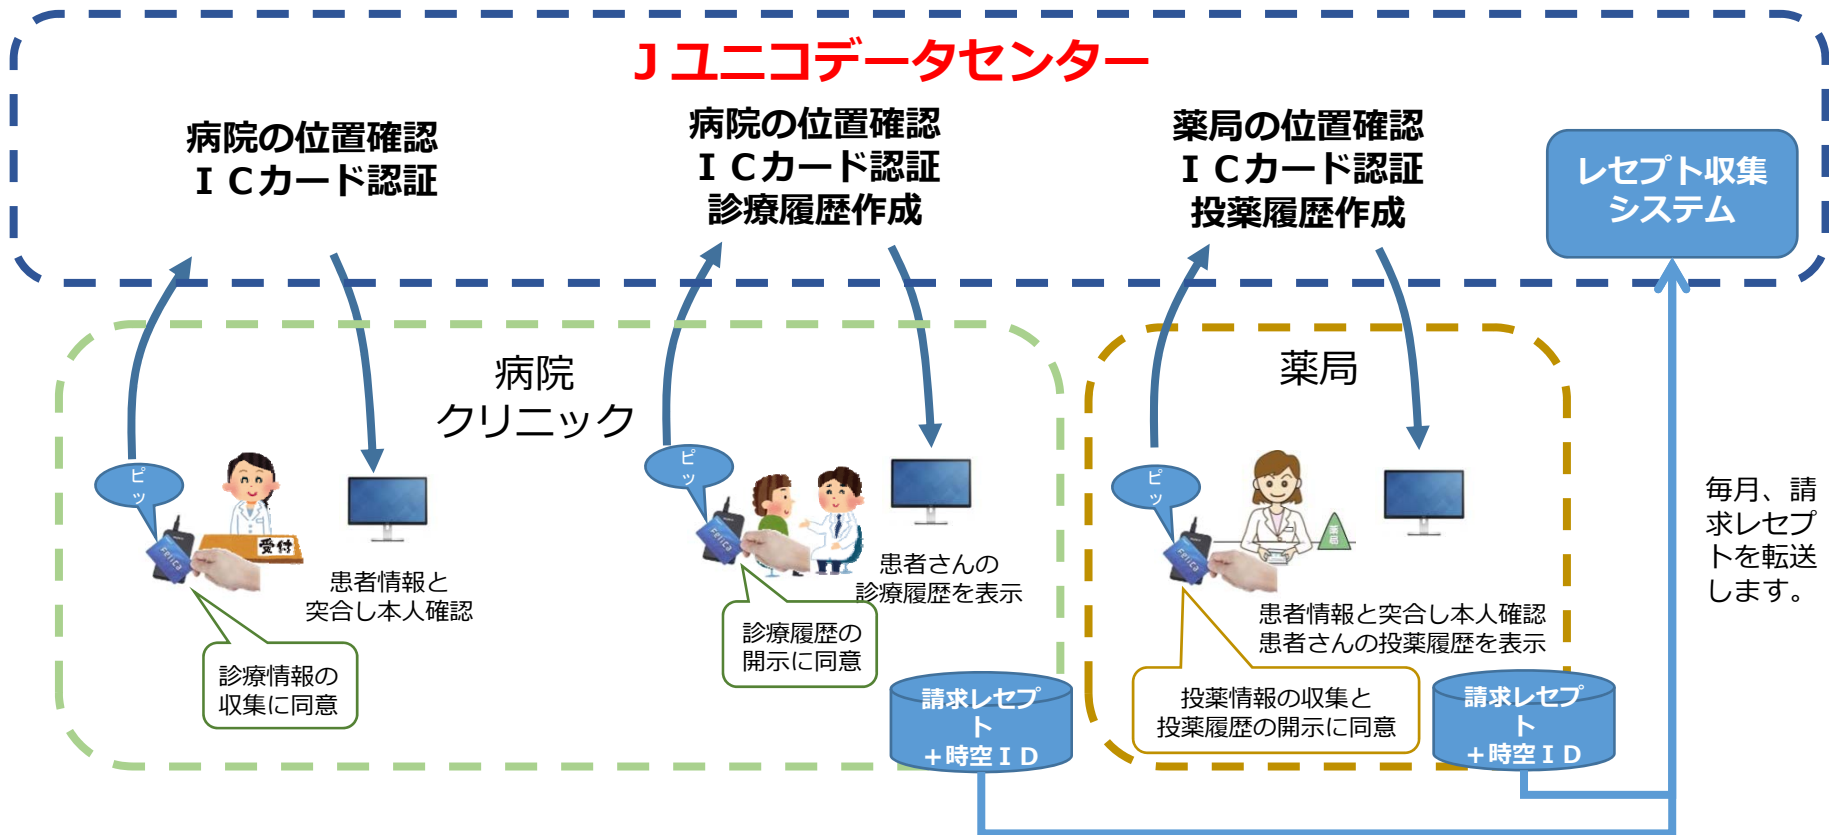 Jユニコデータセンター
病院の位置確認
ＩＣカード認証
病院の位置確認
ＩＣカード認証
診療履歴作成
薬局の位置確認
ＩＣカード認証
投薬履歴作成
レセプト収集
システム
病院
クリニック
薬局
ピ
ッ
受付
FeliCa
患者情報と
突合し本人確認
診療情報の
収集に同意
ピ
ッ
FeliCa
患者さんの
診療履歴を表示
診療履歴の
開示に同意
請求レセプ
ト
＋時空ＩＤ
ピ
ッ
薬局
FeliCa
患者情報と突合し本人確認
患者さんの投薬履歴を表示
投薬情報の収集と
投薬履歴の開示に同意
請求レセプ
ト
＋時空ＩＤ
毎月、請
求レセプ
トを転送
します。